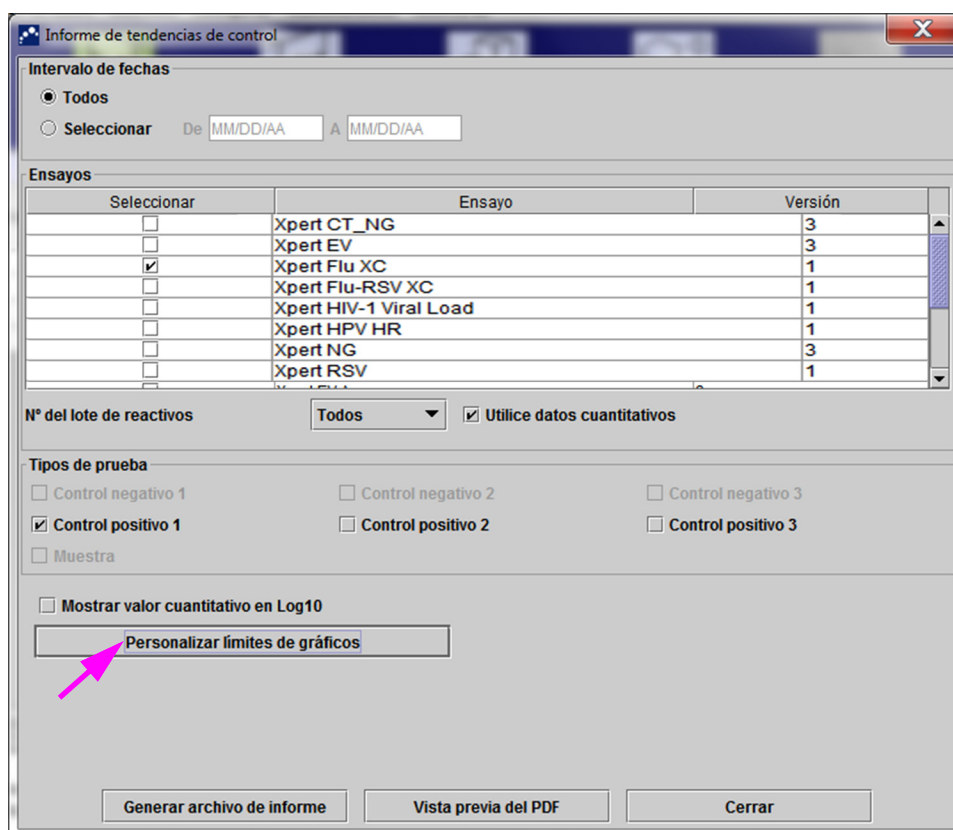 Informe de tendencias de control
X
Intervalo de fechas
Todos
Seleccionar De MM/DD/AA A MM/DD/AA
Ensayos
Seleccionar Ensayo Versión
Xpert CT_NG 3
Xpert EV 3
Xpert Flu XC 1
Xpert Flu-RSV XC 1
Xpert HIV-1 Viral Load 1
Xpert HPV HR 1
Xpert NG 3
Xpert RSV 1
Nº del lote de reactivos Todos Utilice datos cuantitativos
Tipos de prueba
Control negativo 1 Control negativo 2 Control negativo 3
Control positivo 1 Control positivo 2 Control positivo 3
Muestra
Mostrar valor cuantitativo en Log10
Personalizar límites de gráficos
Generar archivo de informe Vista previa del PDF Cerrar